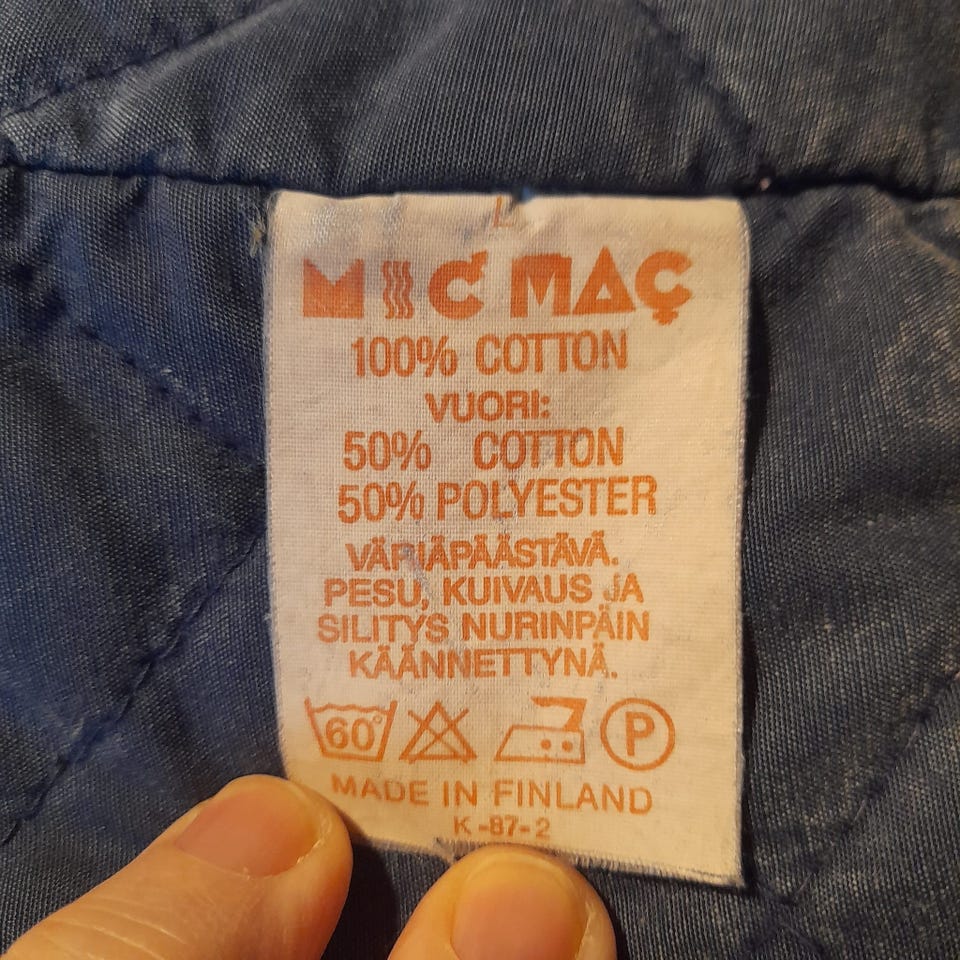 L
MIC MAC
100% COTTON
VUORI:
50% COTTON
50% POLYESTER
VÄRIÄPÄÄSTÄVÄ.
PESU, KUIVAUS JA
SILITYS NURINPÄIN
KÄÄNNETTYNÄ.
60° P
MADE IN FINLAND
K-87-2